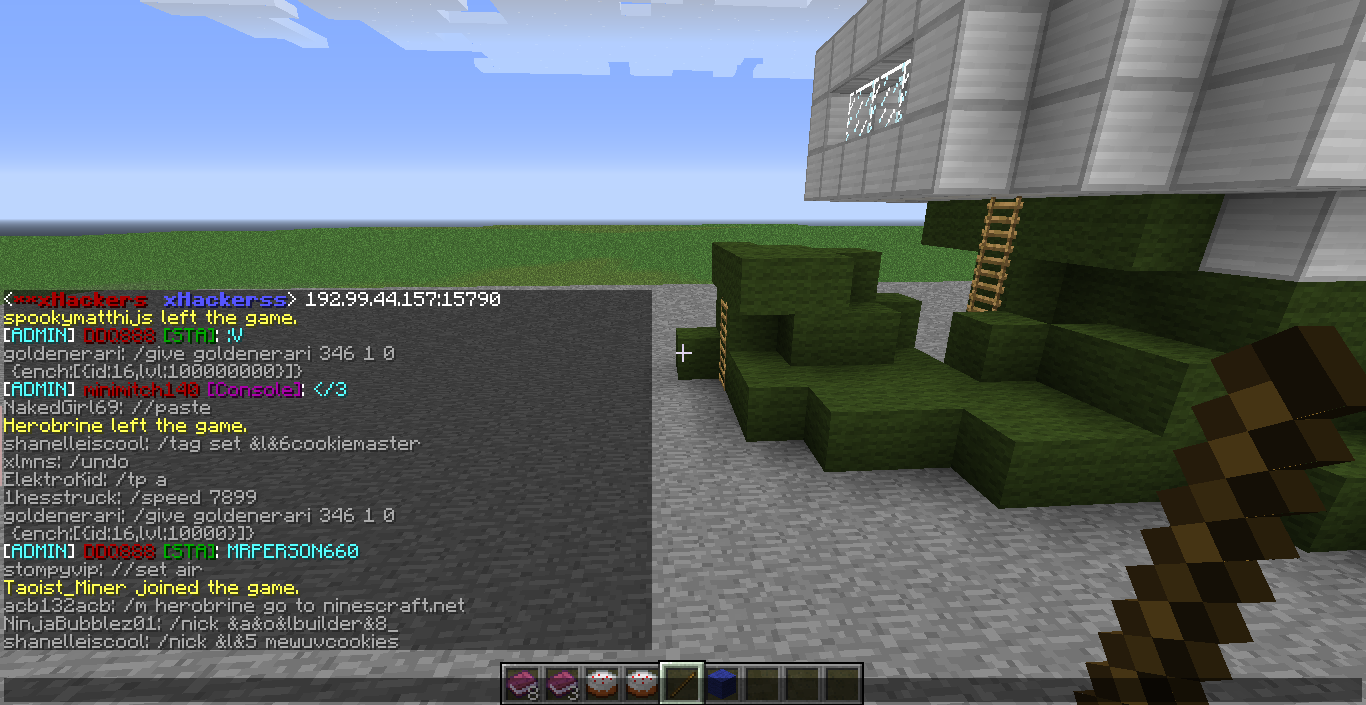 <××xHackers xHackerss> 192.99.44.157:15790
spookymatthijs left the game.
[ADMIN] DDQ888 [STA]: :V
goldenerari: /give goldenerari 346 1 0
{ench:[{id:16,lvl:100000000}]}
[ADMIN] minimitch140 [Console]: </3
NakedGirl69: //paste
Herobrine left the game.
shanelleiscool: /tag set &l&6cookiemaster
xlmns: /undo
ElektroKid: /tp a
1hesstruck: /speed 7899
goldenerari: /give goldenerari 346 1 0
{ench:[{id:16,lvl:10000}]}
[ADMIN] DDQ888 [STA]: MRPERSON660
stompyvip: //set air
Taoist_Miner joined the game.
acb132acb: /m herobrine go to ninescraft.net
NinjaBubblez01: /nick &a&o&lbuilder&8_
shanelleiscool: /nick &l&5 mewuvcookies
8 3